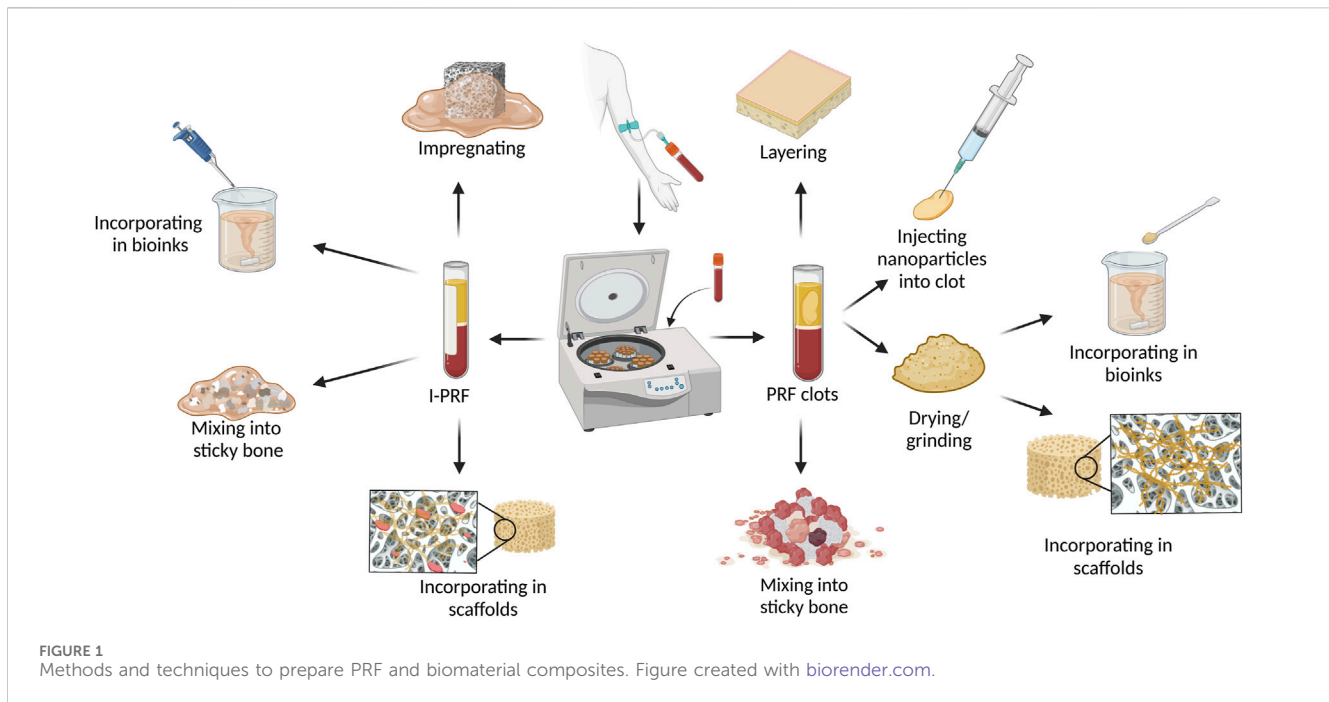 Impregnating
Layering
Incorporating
in bioinks
Injecting
nanoparticles
into clot
Incorporating in
bioinks
I-PRF
PRF clots
Drying/
grinding
Mixing into
sticky bone
Incorporating in
scaffolds
Mixing into
sticky bone
Incorporating in
scaffolds
FIGURE 1
Methods and techniques to prepare PRF and biomaterial composites. Figure created with biorender.com.